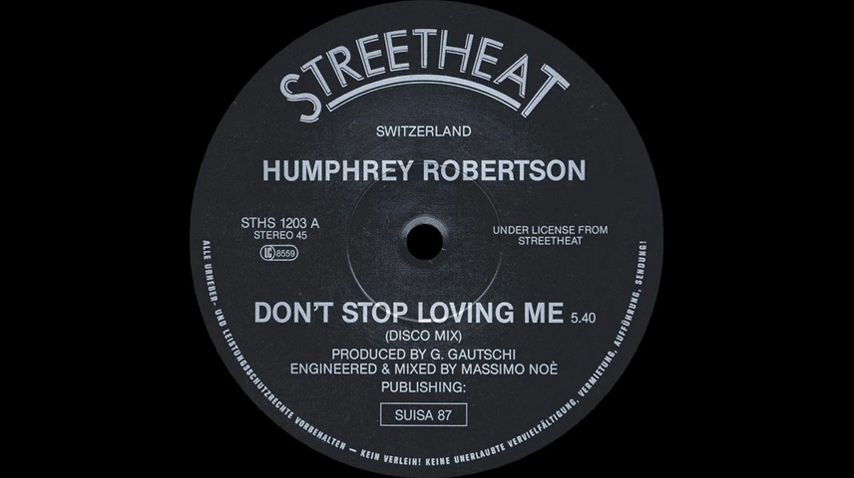 STREETHEAT
SWITZERLAND
HUMPHREY ROBERTSON
STHS 1203 A
STEREO 45
LC 8559
UNDER LICENSE FROM
STREETHEAT
DON'T STOP LOVING ME 5.40
(DISCO MIX)
PRODUCED BY G. GAUTSCHI
ENGINEERED & MIXED BY MASSIMO NOÈ
PUBLISHING:
SUISA 87
ALLE URHEBER- UND LEISTUNGSSCHUTZRECHTE VORBEHALTEN — KEIN VERLEIH! KEINE UNERLAUBTE VERVIELFÄLTIGUNG, VERMIETUNG, AUFFÜHRUNG, SENDUNG!